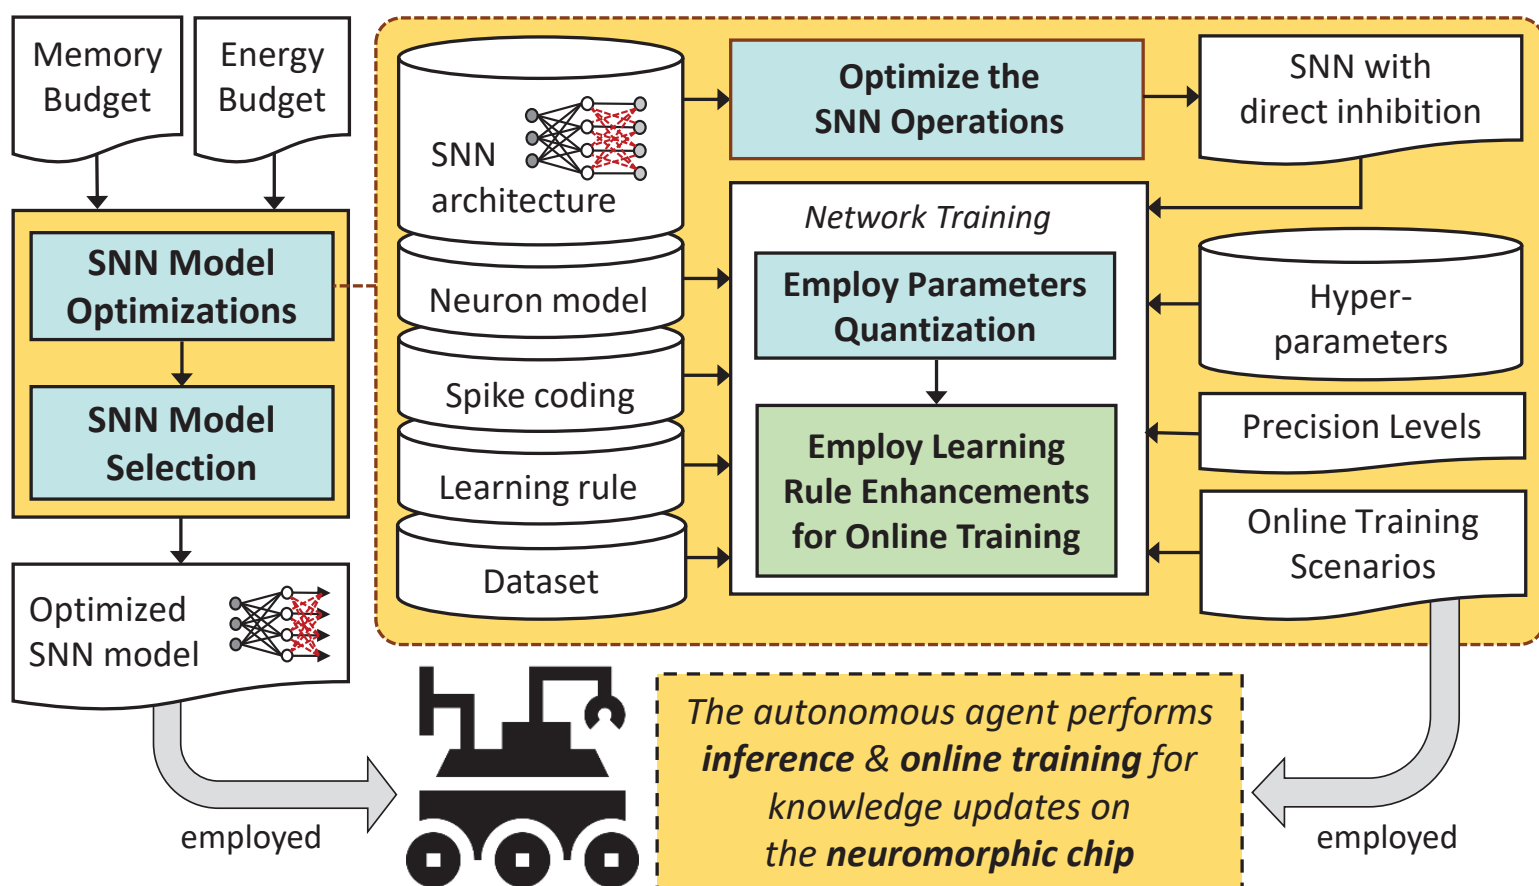 Memory
Budget
Energy
Budget
SNN Model
Optimizations
SNN Model
Selection
Optimized
SNN model
employed
SNN
architecture
Neuron model
Spike coding
Learning rule
Dataset
Optimize the
SNN Operations
SNN with
direct inhibition
Network Training
Employ Parameters
Quantization
Employ Learning
Rule Enhancements
for Online Training
Hyper-
parameters
Precision Levels
Online Training
Scenarios
The autonomous agent performs
inference & online training for
knowledge updates on
the neuromorphic chip
employed